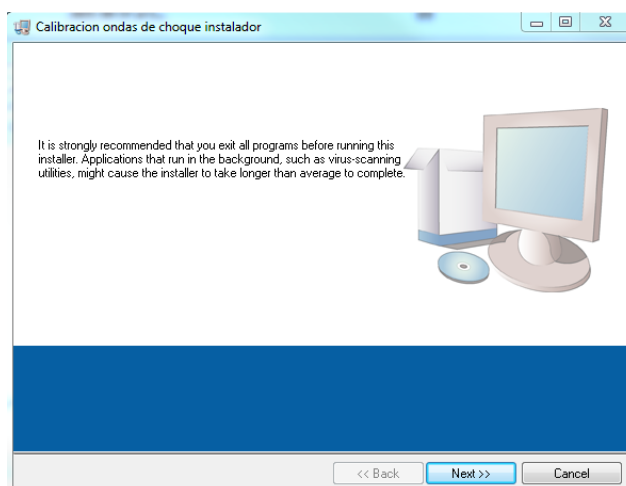 Calibracion ondas de choque instalador
It is strongly recommended that you exit all programs before running this
installer. Applications that run in the background, such as virus-scanning
utilities, might cause the installer to take longer than average to complete.
<< Back
Next >>
Cancel